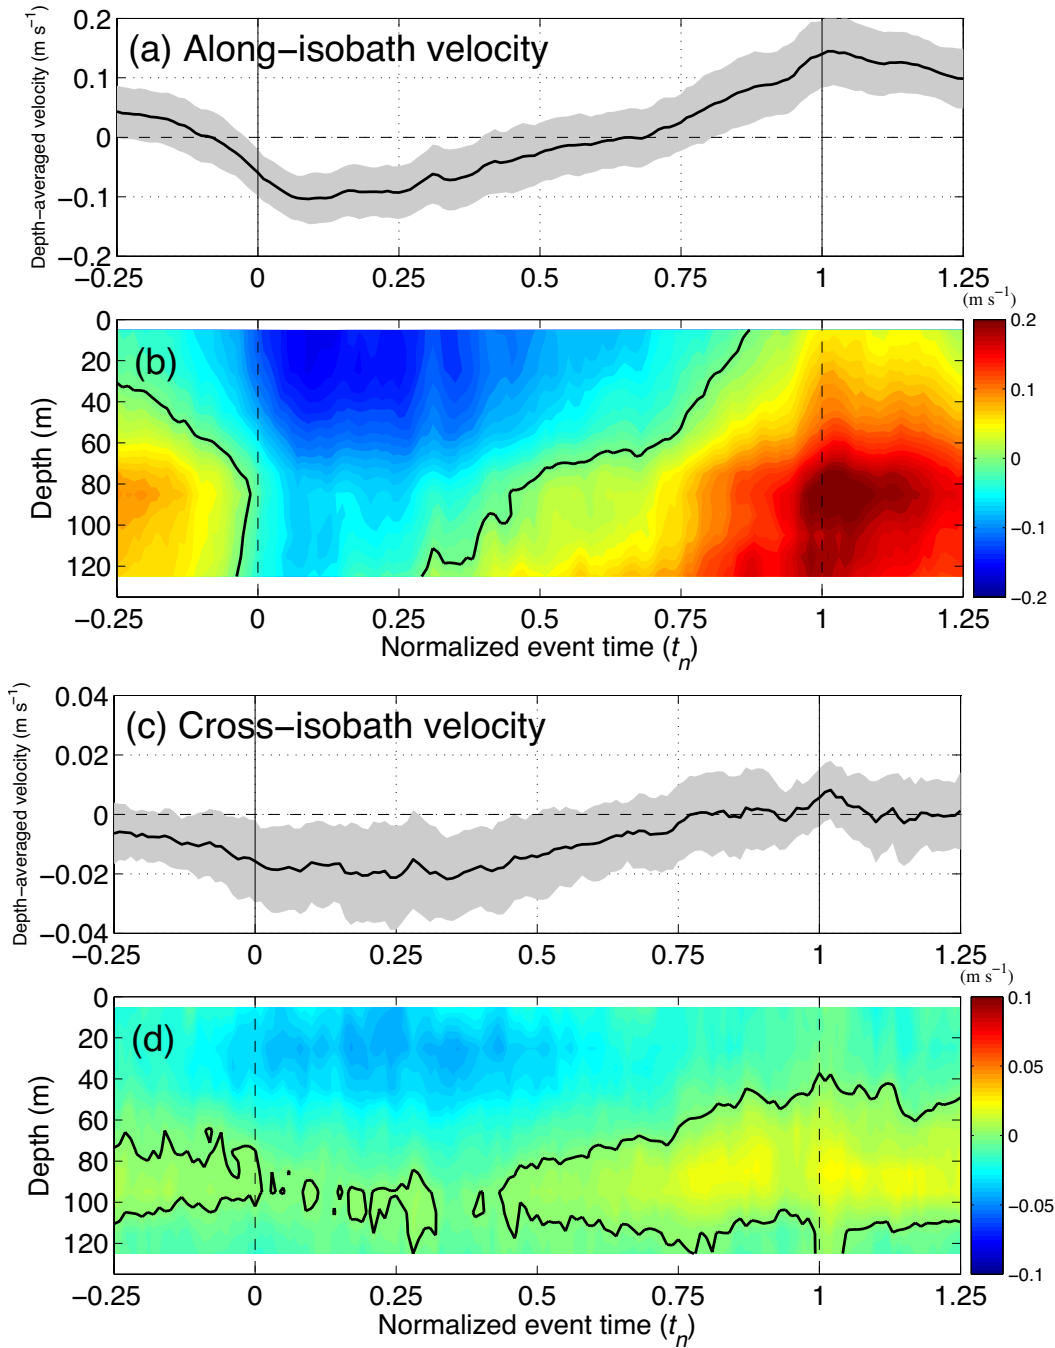 (a) Along−isobath velocity
Depth−averaged velocity (m s⁻¹)
0.2
0.1
0
−0.1
−0.2
−0.25 0 0.25 0.5 0.75 1 1.25
(m s⁻¹)
(b)
Depth (m)
0
20
40
60
80
100
120
0.2
0.1
0
−0.1
−0.2
−0.25 0 0.25 0.5 0.75 1 1.25
Normalized event time (tₙ)
(c) Cross−isobath velocity
Depth−averaged velocity (m s⁻¹)
0.04
0.02
0
−0.02
−0.04
−0.25 0 0.25 0.5 0.75 1 1.25
(m s⁻¹)
(d)
Depth (m)
0
20
40
60
80
100
120
0.1
0.05
0
−0.05
−0.1
−0.25 0 0.25 0.5 0.75 1 1.25
Normalized event time (tₙ)